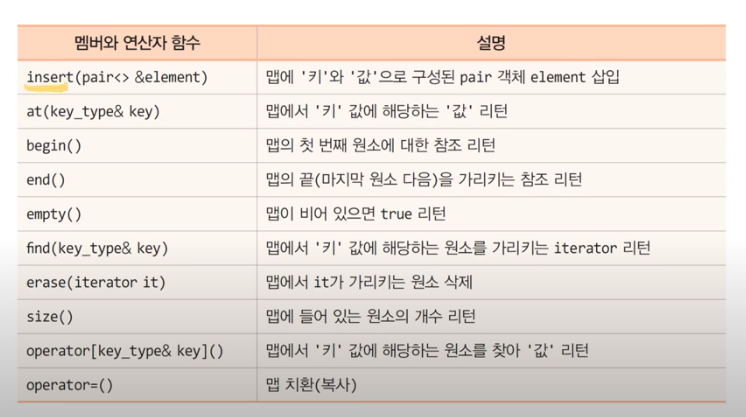 멤버와 연산자 함수 설명
insert(pair<> &element) 맵에 '키'와 '값'으로 구성된 pair 객체 element 삽입
at(key_type& key) 맵에서 '키' 값에 해당하는 '값' 리턴
begin() 맵의 첫 번째 원소에 대한 참조 리턴
end() 맵의 끝(마지막 원소 다음)을 가리키는 참조 리턴
empty() 맵이 비어 있으면 true 리턴
find(key_type& key) 맵에서 '키' 값에 해당하는 원소를 가리키는 iterator 리턴
erase(iterator it) 맵에서 it가 가리키는 원소 삭제
size() 맵에 들어 있는 원소의 개수 리턴
operator[key_type& key]() 맵에서 '키' 값에 해당하는 원소를 찾아 '값' 리턴
operator=() 맵 치환(복사)